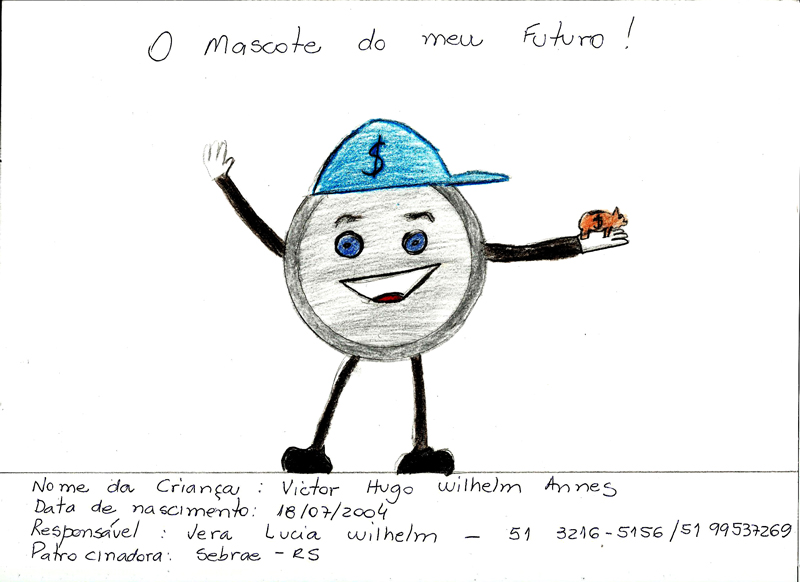 O Mascote do meu Futuro!
$
$
Nome da Criança : Victor Hugo Wilhelm Annes
Data de nascimento: 18/07/2004
Responsável : Vera Lucia Wilhelm – 51 3216-5156 /51 99537269
Patrocinadora: Sebrae - RS